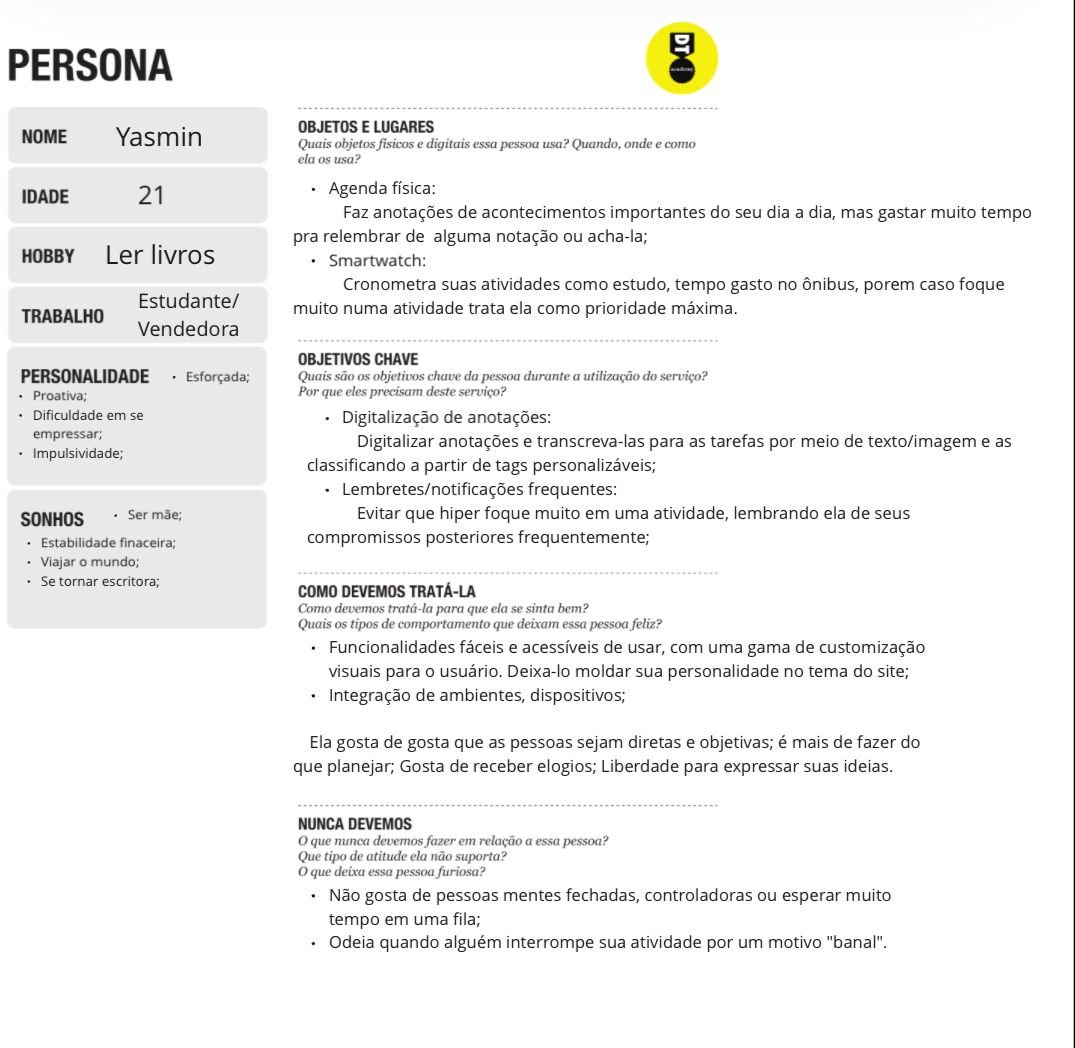 PERSONA
DT
academy
NOME Yasmin
IDADE 21
HOBBY Ler livros
TRABALHO Estudante/
Vendedora
PERSONALIDADE • Esforçada;
• Proativa;
• Dificuldade em se
empressar;
• Impulsividade;
SONHOS • Ser mãe;
• Estabilidade finaceira;
• Viajar o mundo;
• Se tornar escritora;
OBJETOS E LUGARES
Quais objetos físicos e digitais essa pessoa usa? Quando, onde e como
ela os usa?
• Agenda física:
Faz anotações de acontecimentos importantes do seu dia a dia, mas gastar muito tempo
pra relembrar de alguma notação ou acha-la;
• Smartwatch:
Cronometra suas atividades como estudo, tempo gasto no ônibus, porem caso foque
muito numa atividade trata ela como prioridade máxima.
OBJETIVOS CHAVE
Quais são os objetivos chave da pessoa durante a utilização do serviço?
Por que eles precisam deste serviço?
• Digitalização de anotações:
Digitalizar anotações e transcreva-las para as tarefas por meio de texto/imagem e as
classificando a partir de tags personalizáveis;
• Lembretes/notificações frequentes:
Evitar que hiper foque muito em uma atividade, lembrando ela de seus
compromissos posteriores frequentemente;
COMO DEVEMOS TRATÁ-LA
Como devemos tratá-la para que ela se sinta bem?
Quais os tipos de comportamento que deixam essa pessoa feliz?
• Funcionalidades fáceis e acessíveis de usar, com uma gama de customização
visuais para o usuário. Deixa-lo moldar sua personalidade no tema do site;
• Integração de ambientes, dispositivos;
Ela gosta de gosta que as pessoas sejam diretas e objetivas; é mais de fazer do
que planejar; Gosta de receber elogios; Liberdade para expressar suas ideias.
NUNCA DEVEMOS
O que nunca devemos fazer em relação a essa pessoa?
Que tipo de atitude ela não suporta?
O que deixa essa pessoa furiosa?
• Não gosta de pessoas mentes fechadas, controladoras ou esperar muito
tempo em uma fila;
• Odeia quando alguém interrompe sua atividade por um motivo "banal".